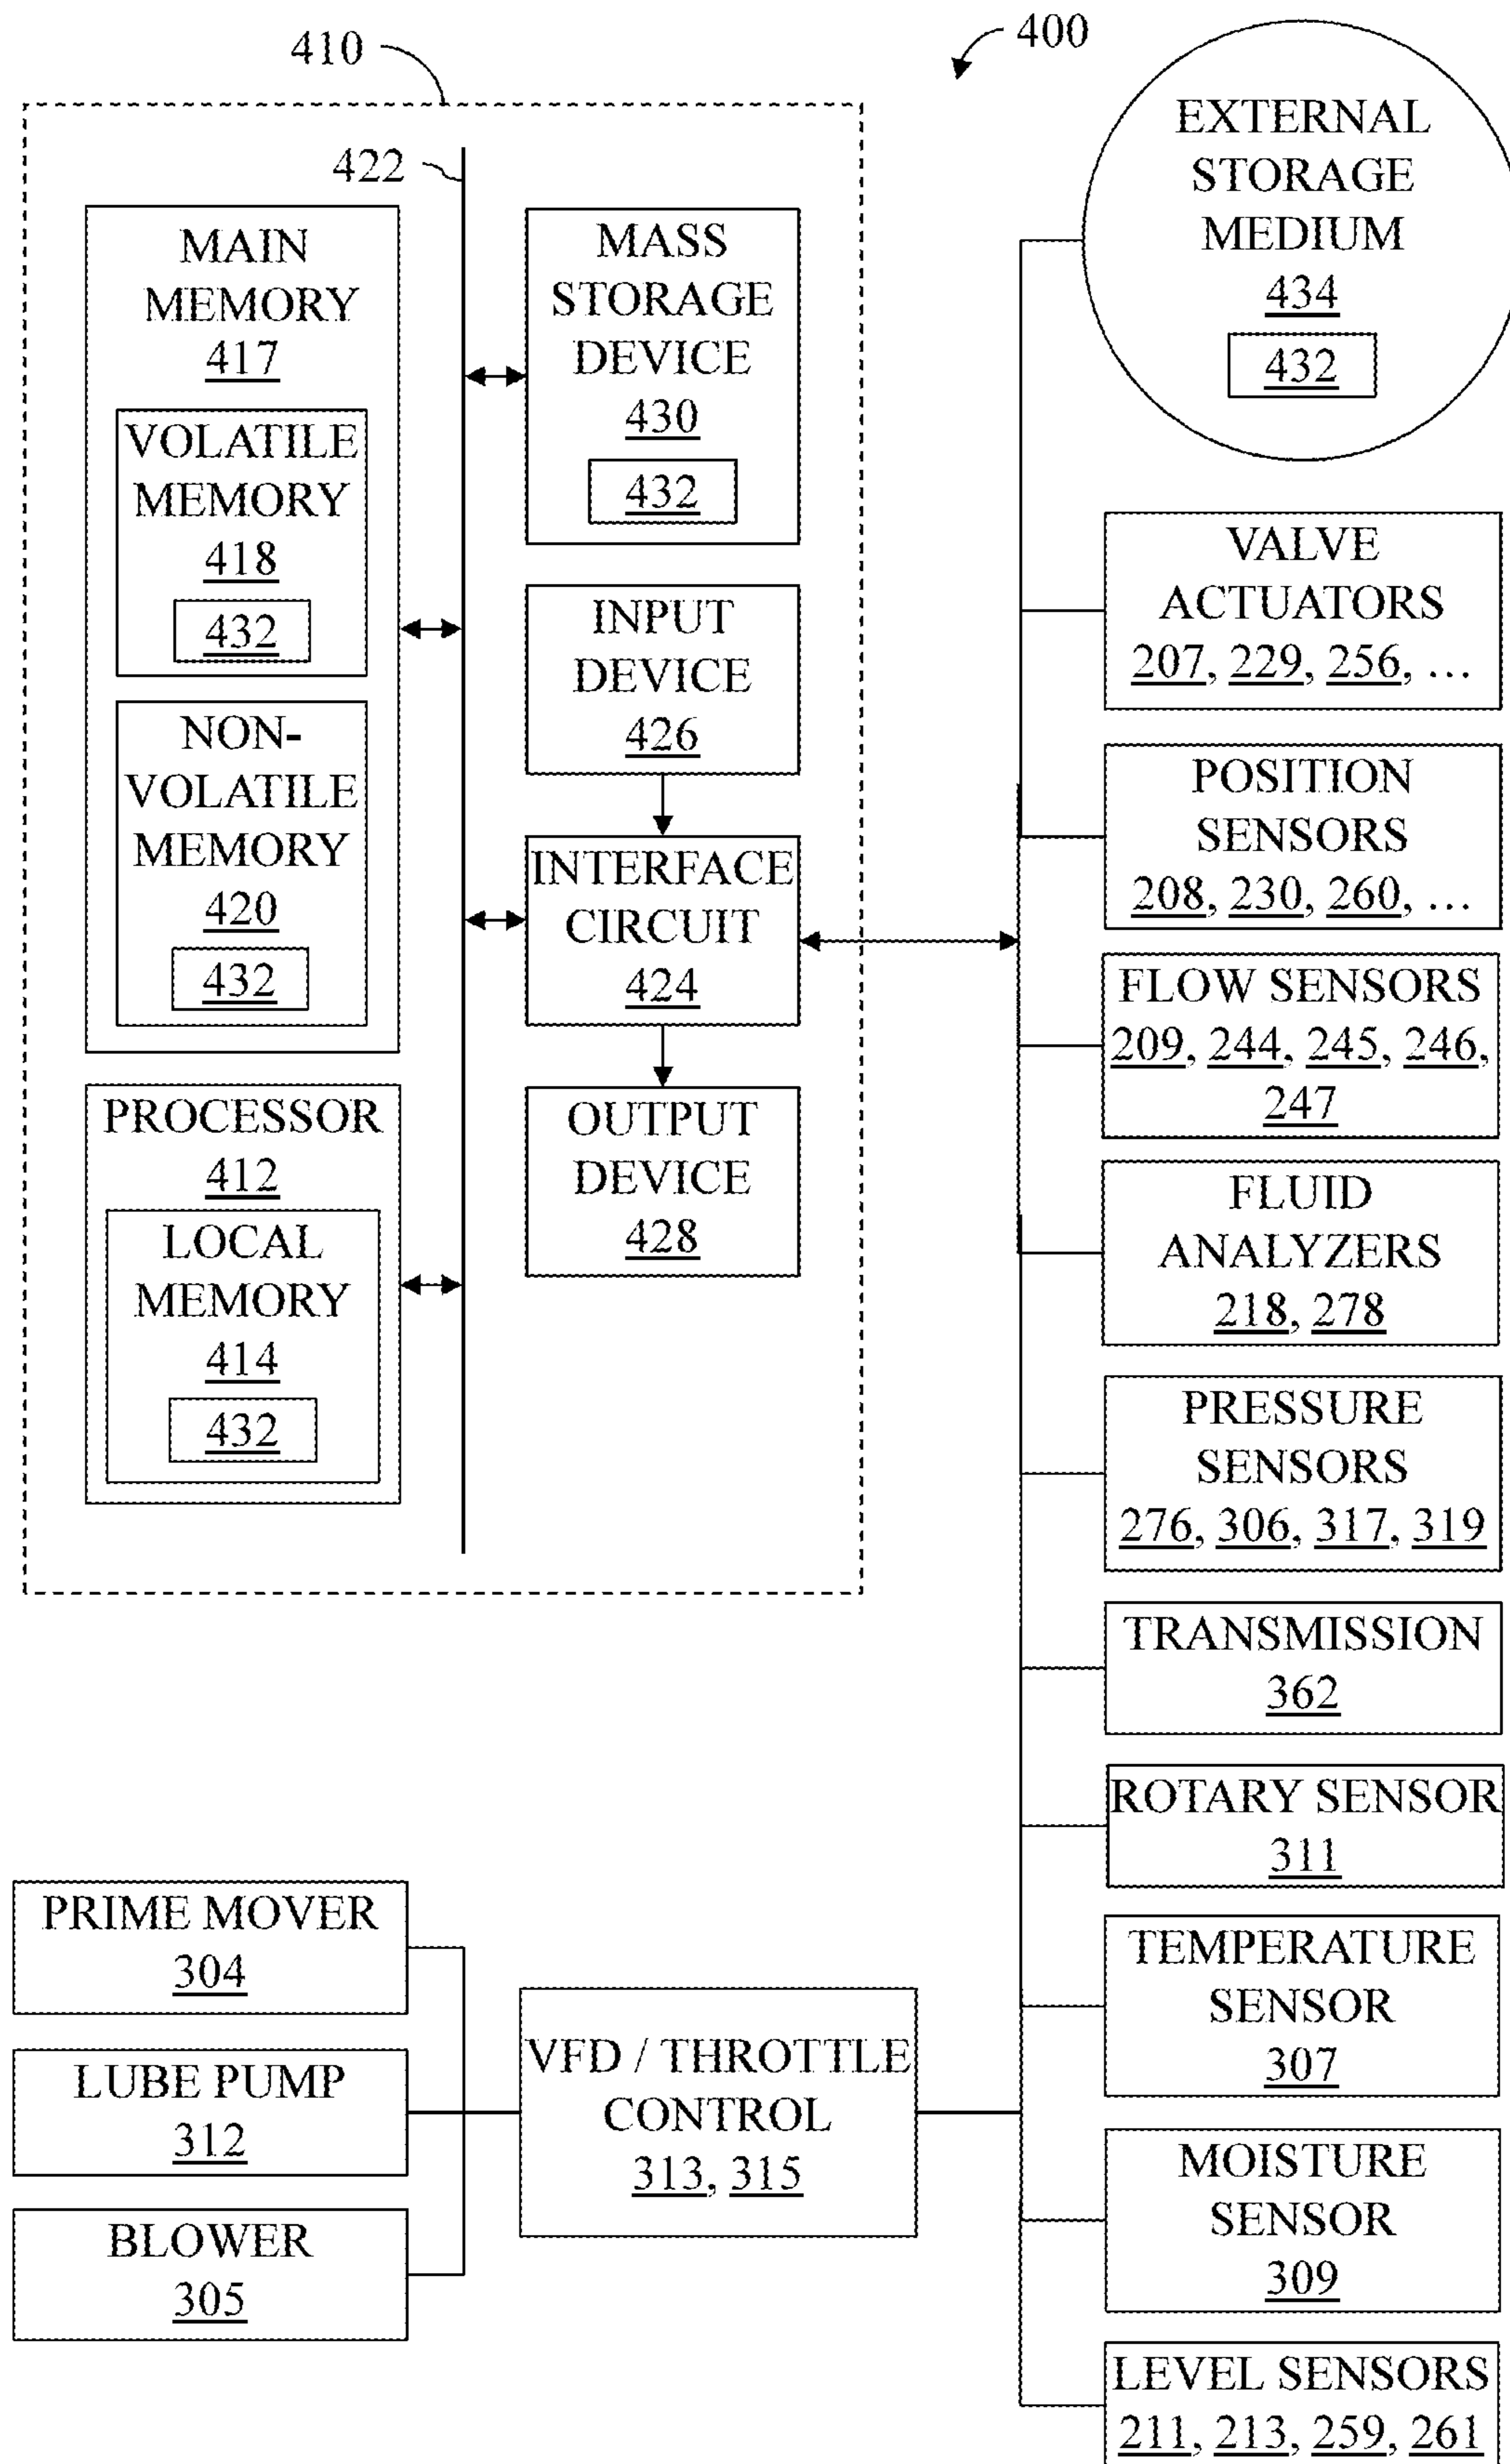 410
400
422
MAIN
MEMORY
417
VOLATILE
MEMORY
418
432
NON-
VOLATILE
MEMORY
420
432
PROCESSOR
412
LOCAL
MEMORY
414
432
MASS
STORAGE
DEVICE
430
432
INPUT
DEVICE
426
INTERFACE
CIRCUIT
424
OUTPUT
DEVICE
428
EXTERNAL
STORAGE
MEDIUM
434
432
VALVE
ACTUATORS
207, 229, 256, ...
POSITION
SENSORS
208, 230, 260, ...
FLOW SENSORS
209, 244, 245, 246,
247
FLUID
ANALYZERS
218, 278
PRESSURE
SENSORS
276, 306, 317, 319
TRANSMISSION
362
ROTARY SENSOR
311
TEMPERATURE
SENSOR
307
MOISTURE
SENSOR
309
LEVEL SENSORS
211, 213, 259, 261
PRIME MOVER
304
LUBE PUMP
312
BLOWER
305
VFD / THROTTLE
CONTROL
313, 315